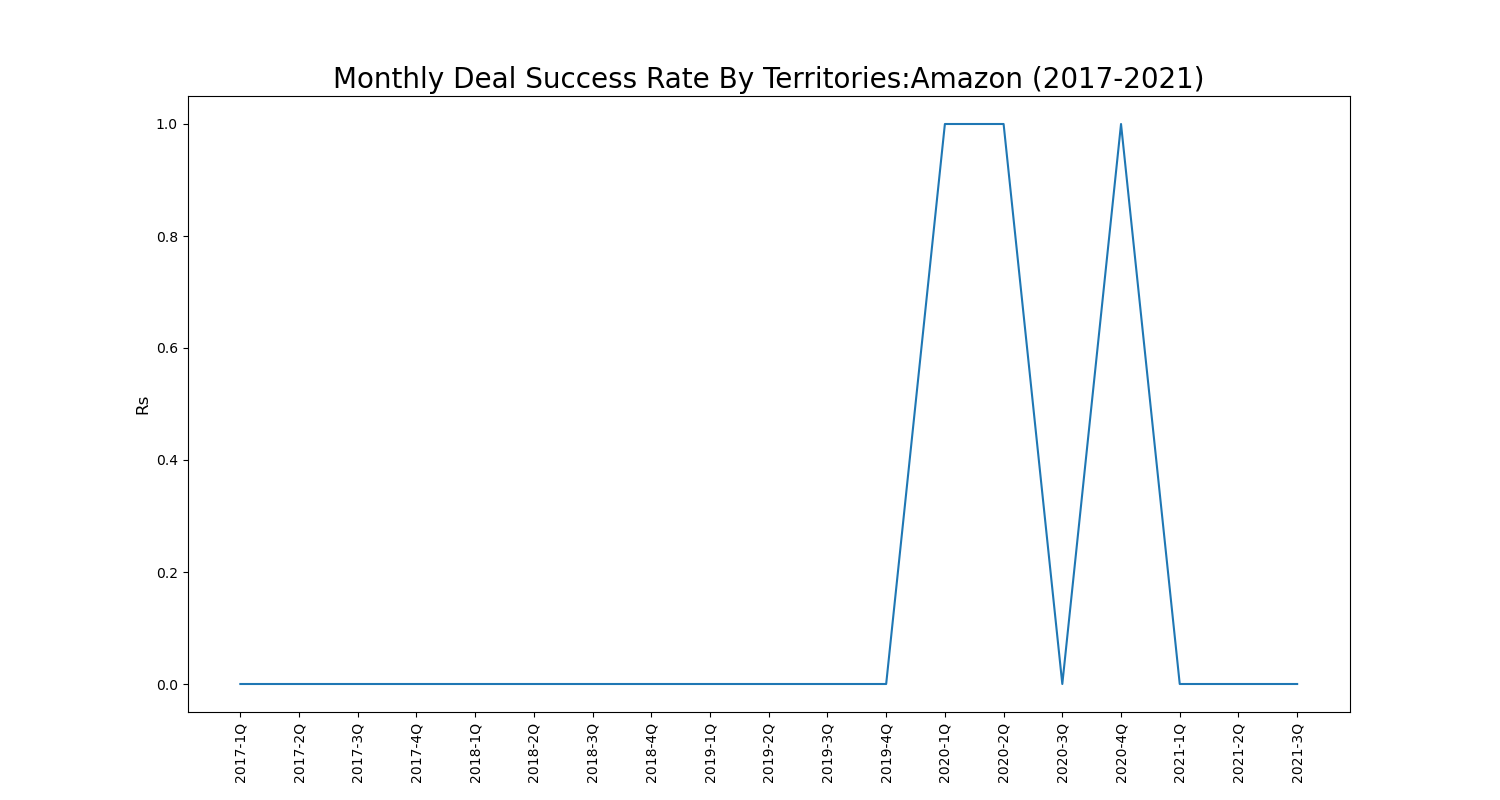 Monthly Deal Success Rate By Territories:Amazon (2017-2021)
1.0
0.8
0.6
0.4
0.2
0.0
Rs
2017-1Q
2017-2Q
2017-3Q
2017-4Q
2018-1Q
2018-2Q
2018-3Q
2018-4Q
2019-1Q
2019-2Q
2019-3Q
2019-4Q
2020-1Q
2020-2Q
2020-3Q
2020-4Q
2021-1Q
2021-2Q
2021-3Q